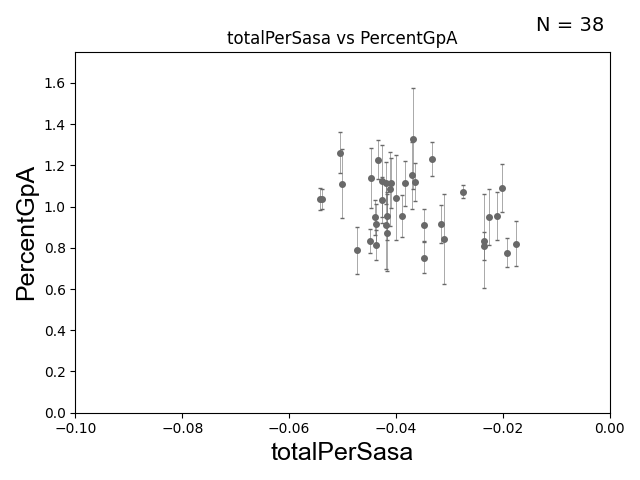 N = 38
totalPerSasa vs PercentGpA
PercentGpA
1.6
1.4
1.2
1.0
0.8
0.6
0.4
0.2
0.0
−0.10 −0.08 −0.06 −0.04 −0.02 0.00
totalPerSasa